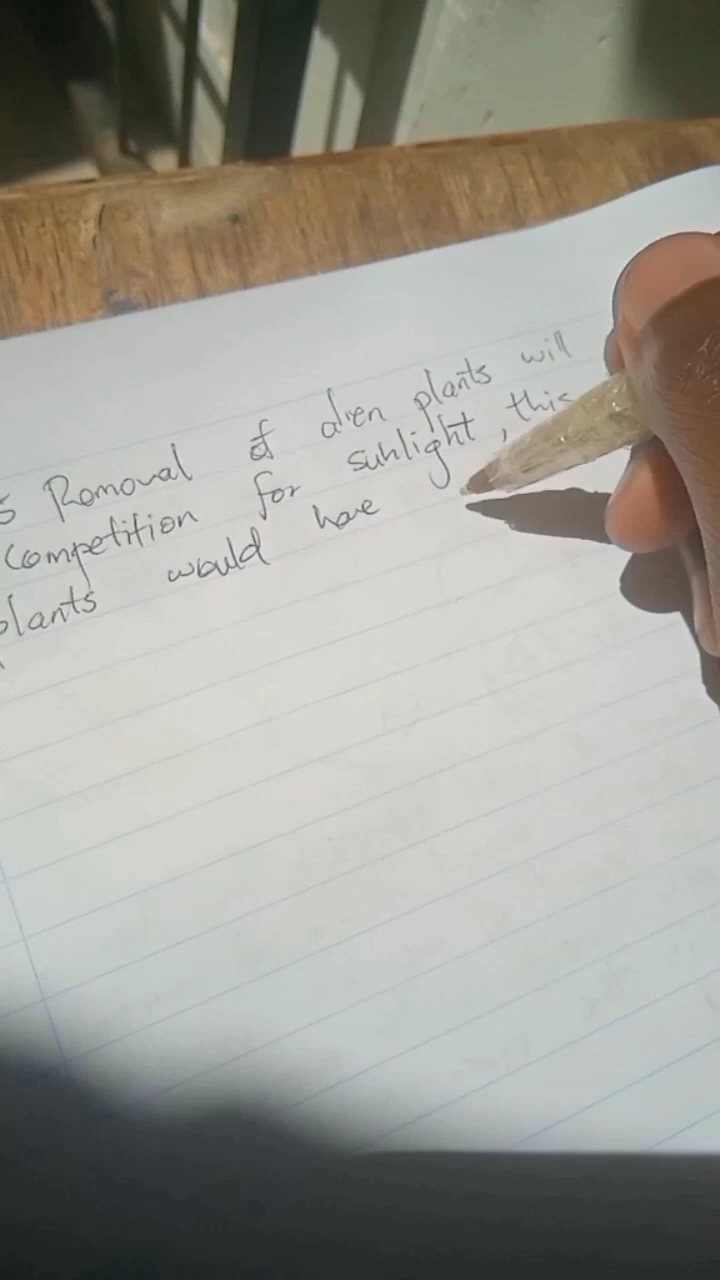 5 Removal of alien plants will
competition for sunlight, this
plants would have